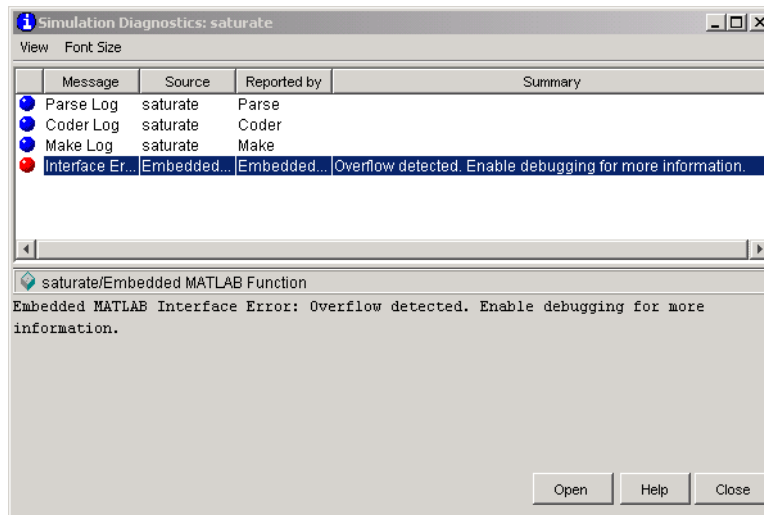 Simulation Diagnostics: saturate
View Font Size
Message Source Reported by Summary
Parse Log saturate Parse
Coder Log saturate Coder
Make Log saturate Make
Interface Er... Embedded... Embedded... Overflow detected. Enable debugging for more information.
saturate/Embedded MATLAB Function
Embedded MATLAB Interface Error: Overflow detected. Enable debugging for more
information.
Open Help Close